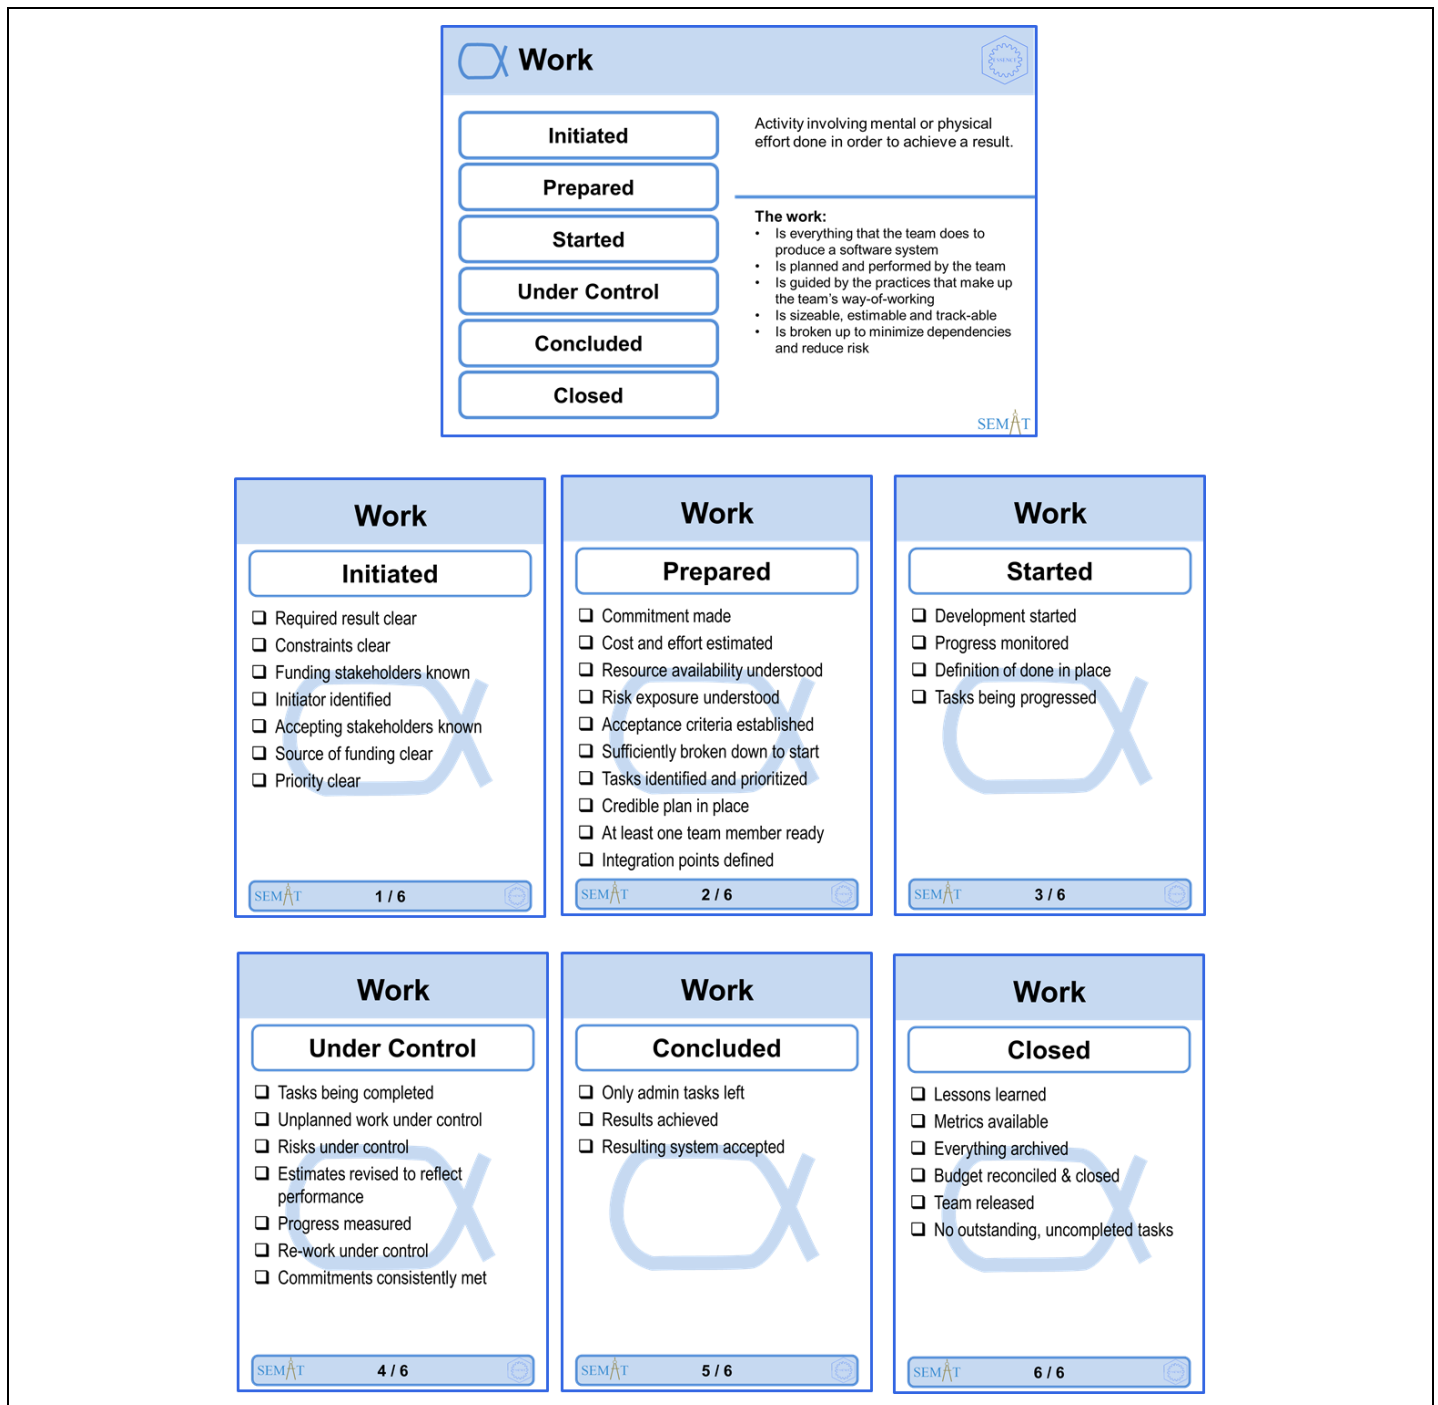 Work
ESSENCE
Initiated
Prepared
Started
Under Control
Concluded
Closed
Activity involving mental or physical
effort done in order to achieve a result.
The work:
• Is everything that the team does to
produce a software system
• Is planned and performed by the team
• Is guided by the practices that make up
the team's way-of-working
• Is sizeable, estimable and track-able
• Is broken up to minimize dependencies
and reduce risk
SEMAT
Work
Initiated
❑ Required result clear
❑ Constraints clear
❑ Funding stakeholders known
❑ Initiator identified
❑ Accepting stakeholders known
❑ Source of funding clear
❑ Priority clear
SEMAT 1 / 6
Work
Prepared
❑ Commitment made
❑ Cost and effort estimated
❑ Resource availability understood
❑ Risk exposure understood
❑ Acceptance criteria established
❑ Sufficiently broken down to start
❑ Tasks identified and prioritized
❑ Credible plan in place
❑ At least one team member ready
❑ Integration points defined
SEMAT 2 / 6
Work
Started
❑ Development started
❑ Progress monitored
❑ Definition of done in place
❑ Tasks being progressed
SEMAT 3 / 6
Work
Under Control
❑ Tasks being completed
❑ Unplanned work under control
❑ Risks under control
❑ Estimates revised to reflect
performance
❑ Progress measured
❑ Re-work under control
❑ Commitments consistently met
SEMAT 4 / 6
Work
Concluded
❑ Only admin tasks left
❑ Results achieved
❑ Resulting system accepted
SEMAT 5 / 6
Work
Closed
❑ Lessons learned
❑ Metrics available
❑ Everything archived
❑ Budget reconciled & closed
❑ Team released
❑ No outstanding, uncompleted tasks
SEMAT 6 / 6